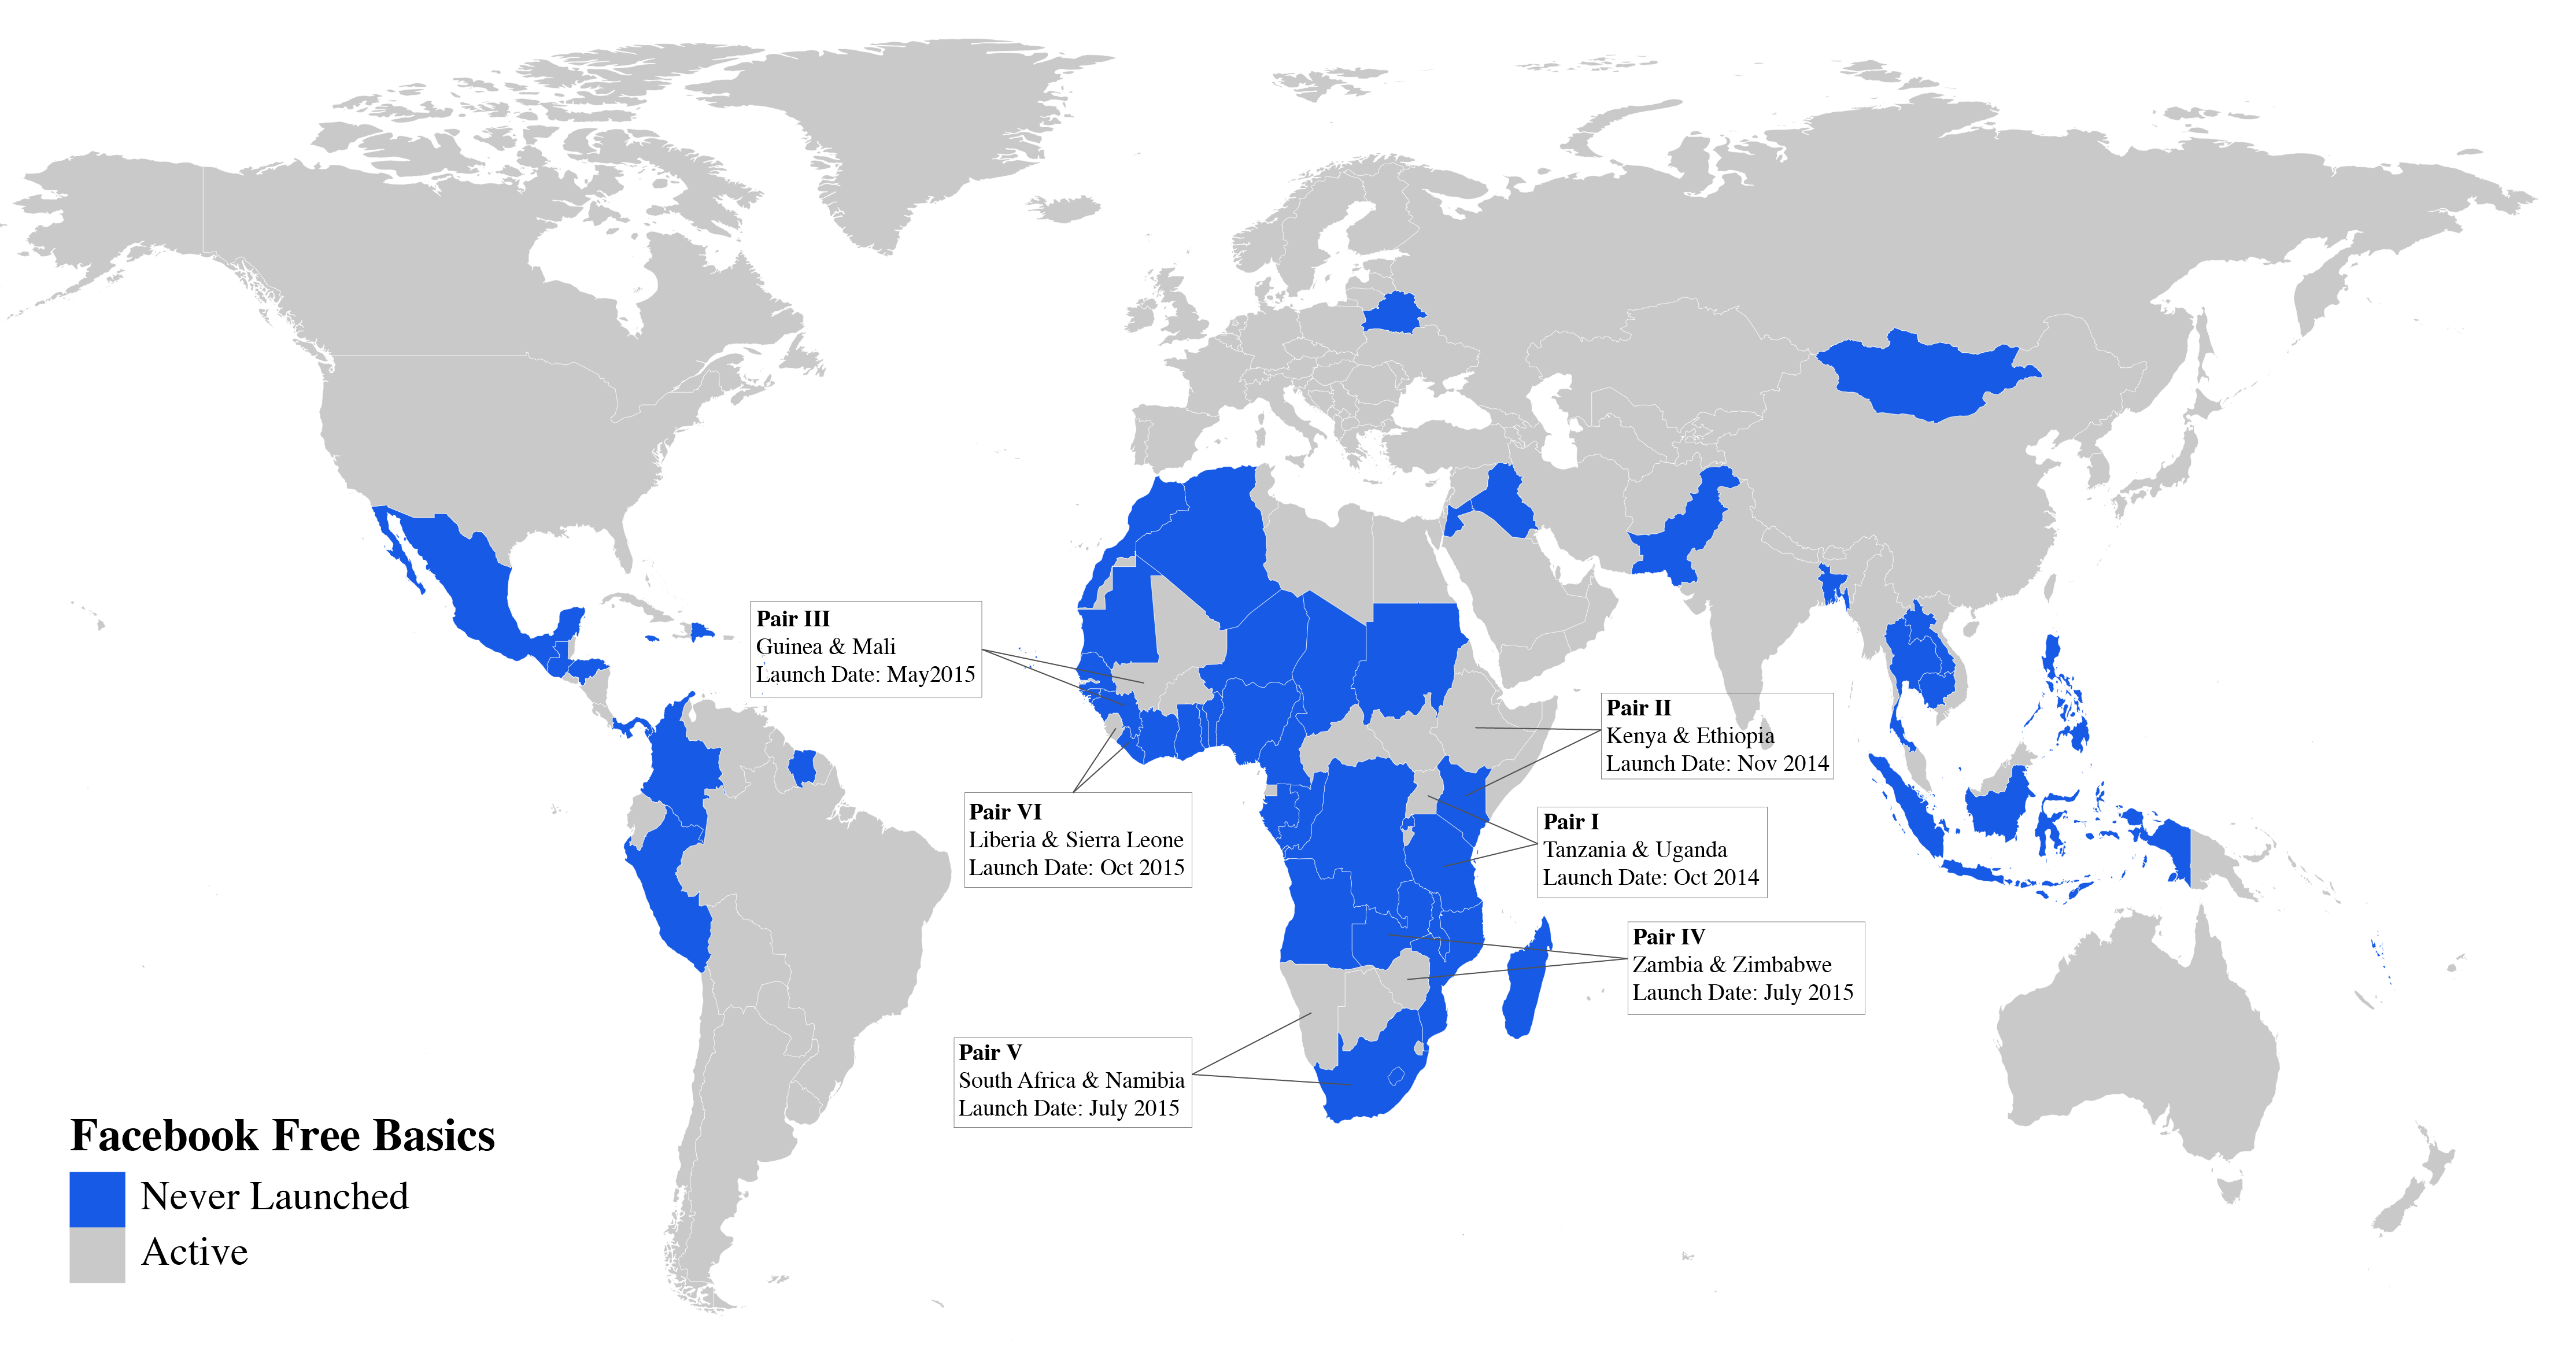 Pair III
Guinea & Mali
Launch Date: May2015
Pair II
Kenya & Ethiopia
Launch Date: Nov 2014
Pair VI
Liberia & Sierra Leone
Launch Date: Oct 2015
Pair I
Tanzania & Uganda
Launch Date: Oct 2014
Pair IV
Zambia & Zimbabwe
Launch Date: July 2015
Pair V
South Africa & Namibia
Launch Date: July 2015
Facebook Free Basics
Never Launched
Active